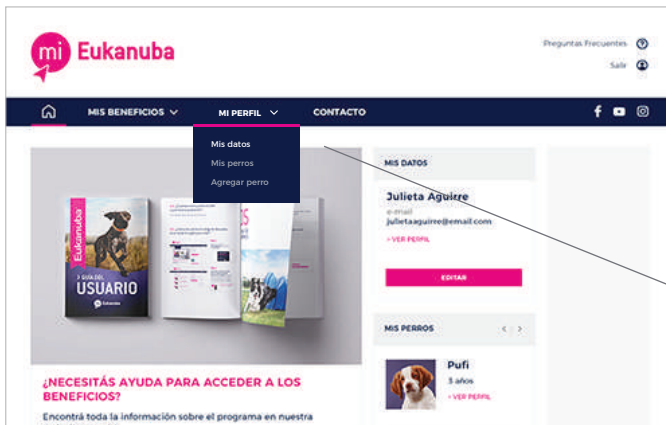 mi Eukanuba
Preguntas Frecuentes
Salir
MIS BENEFICIOS
MI PERFIL
CONTACTO
Mis datos
Mis perros
Agregar perro
MIS DATOS
Julieta Aguirre
e-mail
julietaaguirre@email.com
+ VER PERFIL
EDITAR
Eukanuba
GUÍA DEL
USUARIO
Eukanuba
MIS PERROS
Pufi
3 años
+ VER PERFIL
¿NECESITÁS AYUDA PARA ACCEDER A LOS
BENEFICIOS?
Encontrá toda la información sobre el programa en nuestra